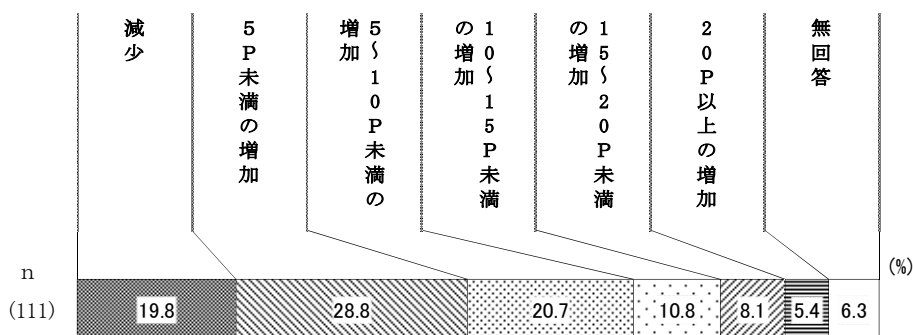 減少
5P未満の増加
5~10P未満の
増加
10~15P未満
の増加
15~20P未満
の増加
20P以上の増加
無回答
(%)
n
(111)
19.8
28.8
20.7
10.8
8.1
5.4
6.3